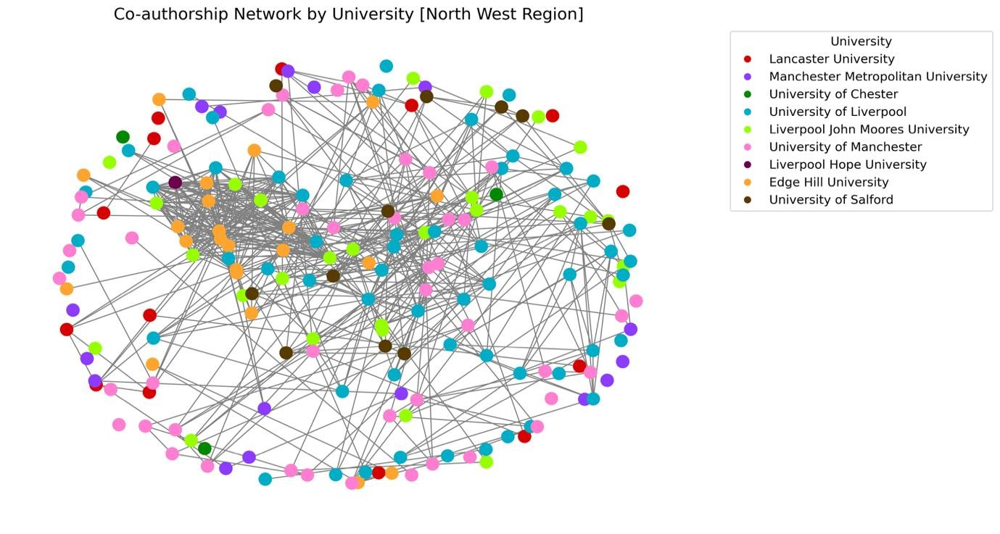 Co-authorship Network by University [North West Region]
University
Lancaster University
Manchester Metropolitan University
University of Chester
University of Liverpool
Liverpool John Moores University
University of Manchester
Liverpool Hope University
Edge Hill University
University of Salford